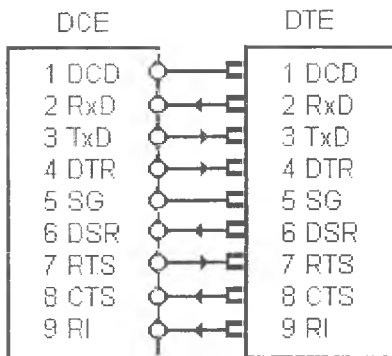 DCE DTE
1 DCD 1 DCD
2 RxD 2 RxD
3 TxD 3 TxD
4 DTR 4 DTR
5 SG 5 SG
6 DSR 6 DSR
7 RTS 7 RTS
8 CTS 8 CTS
9 RI 9 RI